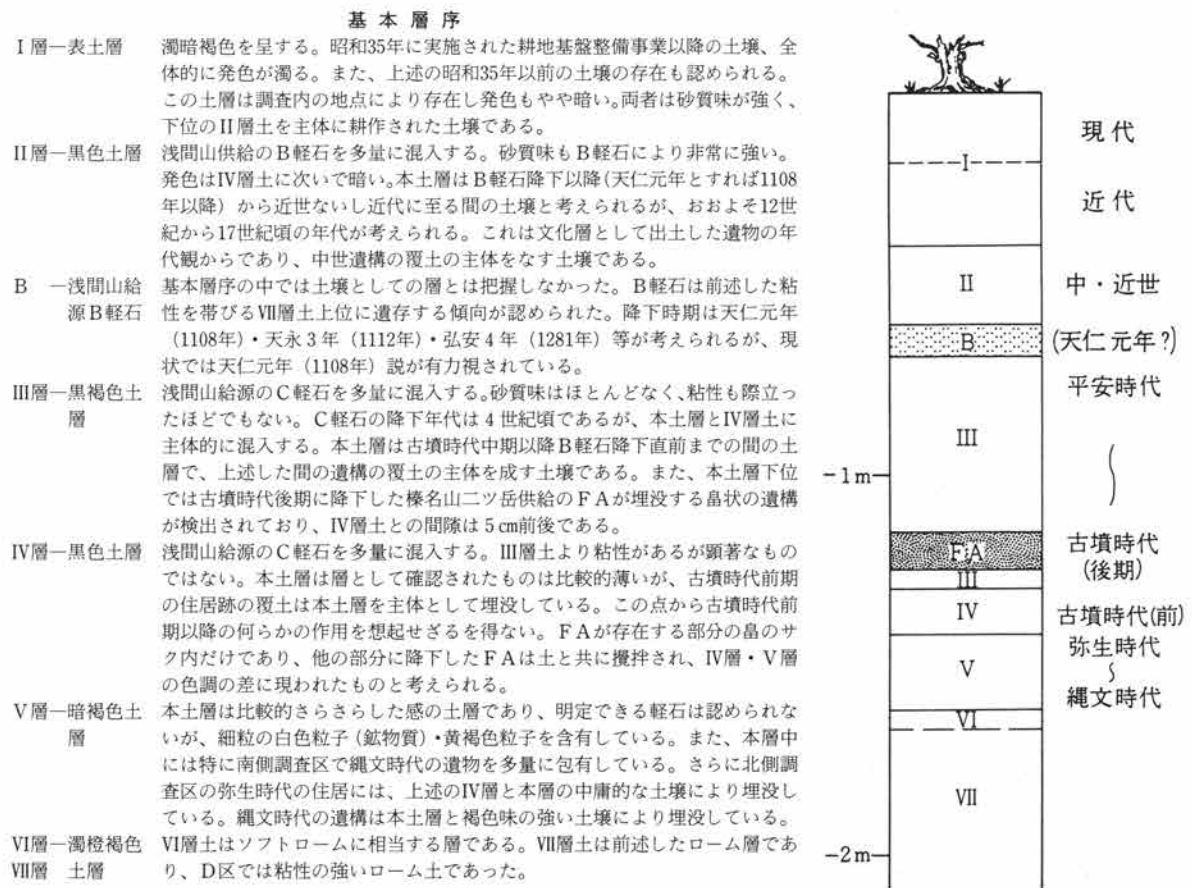 基本層序
I層―表土層　濁暗褐色を呈する。昭和35年に実施された耕地基盤整備事業以降の土壌、全
体的に発色が濁る。また、上述の昭和35年以前の土壌の存在も認められる。
この土層は調査内の地点により存在し発色もやや暗い。両者は砂質味が強く、
下位のII層土を主体に耕作された土壌である。
II層―黒色土層　浅間山供給のB軽石を多量に混入する。砂質味もB軽石により非常に強い。
発色はIV層土に次いで暗い。本土層はB軽石降下以降(天仁元年とすれば1108
年以降)から近世ないし近代に至る間の土壌と考えられるが、おおよそ12世
紀から17世紀頃の年代が考えられる。これは文化層として出土した遺物の年
代観からであり、中世遺構の覆土の主体をなす土壌である。
B　―浅間山給　基本層序の中では土壌としての層とは把握しなかった。B軽石は前述した粘
源B軽石　性を帯びるVII層土上位に遺存する傾向が認められた。降下時期は天仁元年
(1108年)・天永3年(1112年)・弘安4年(1281年)等が考えられるが、現
状では天仁元年(1108年)説が有力視されている。
III層―黒褐色土　浅間山給源のC軽石を多量に混入する。砂質味はほとんどなく、粘性も際立っ
層　たほどでもない。C軽石の降下年代は4世紀頃であるが、本土層とIV層土に
主体的に混入する。本土層は古墳時代中期以降B軽石降下直前までの間の土
層で、上述した間の遺構の覆土の主体を成す土壌である。また、本土層下位
では古墳時代後期に降下した榛名山二ツ岳供給のFAが埋没する畠状の遺構
が検出されており、IV層土との間隙は5cm前後である。
IV層―黒色土層　浅間山給源のC軽石を多量に混入する。III層土より粘性があるが顕著なもの
ではない。本土層は層として確認されたものは比較的薄いが、古墳時代前期
の住居跡の覆土は本土層を主体として埋没している。この点から古墳時代前
期以降の何らかの作用を想起せざるを得ない。FAが存在する部分の畠のサ
ク内だけであり、他の部分に降下したFAは土と共に攪拌され、IV層・V層
の色調の差に現われたものと考えられる。
V層―暗褐色土　本土層は比較的さらさらした感の土層であり、明定できる軽石は認められな
層　いが、細粒の白色粒子(鉱物質)・黄褐色粒子を含有している。また、本層中
には特に南側調査区で縄文時代の遺物を多量に包有している。さらに北側調
査区の弥生時代の住居には、上述のIV層と本層の中庸的な土壌により埋没し
ている。縄文時代の遺構は本土層と褐色味の強い土壌により埋没している。
VI層―濁橙褐色　VI層土はソフトロームに相当する層である。VII層土は前述したローム層であ
VII層　土層　り、D区では粘性の強いローム土であった。
現代
I
近代
II　中・近世
B　(天仁元年?)
平安時代
III
-1m
〜
FA　古墳時代
(後期)
III
IV　古墳時代(前)
弥生時代
V　〜
縄文時代
VI
VII
-2m